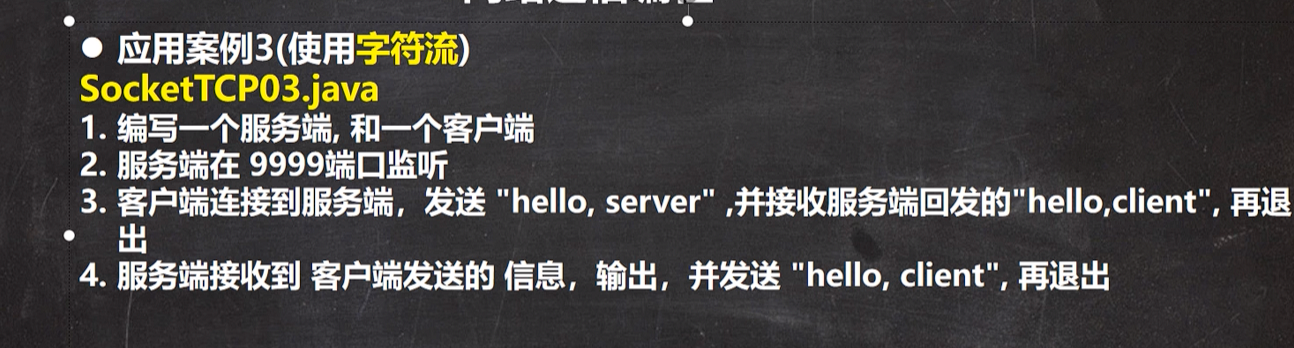 ● 应用案例3(使用字符流)
SocketTCP03.java
1. 编写一个服务端, 和一个客户端
2. 服务端在 9999端口监听
3. 客户端连接到服务端，发送 "hello, server" ,并接收服务端回发的"hello,client", 再退
出
4. 服务端接收到 客户端发送的 信息，输出，并发送 "hello, client", 再退出